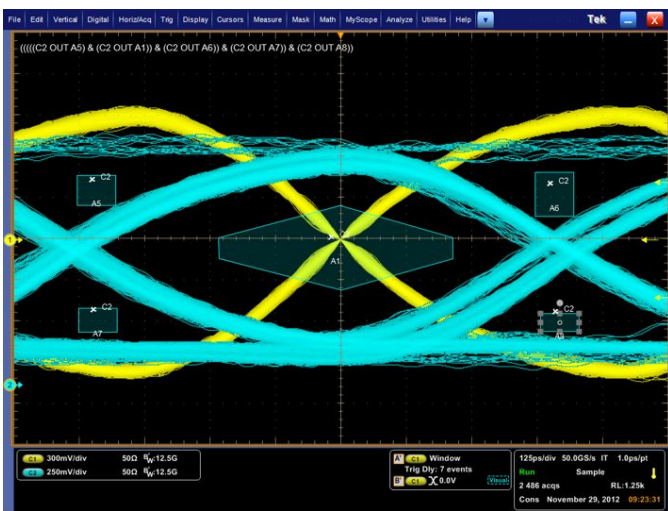 File Edit Vertical Digital Horiz/Acq Trig Display Cursors Measure Mask Math MyScope Analyze Utilities Help Tek X
(((((C2 OUT A5) & (C2 OUT A1)) & (C2 OUT A6)) & (C2 OUT A7)) & (C2 OUT A8))
C2
C2
A5
A6
1
A1
C2
C2
A7
2
C1 300mV/div 50Ω BW:12.5G
C2 250mV/div 50Ω BW:12.5G
A' C1 Window
Trig Dly: 7 events
B' C1 0.0V Visual
125ps/div 50.0GS/s IT 1.0ps/pt
Run Sample
2 486 acqs RL:1.25k
Cons November 29, 2012 09:23:31